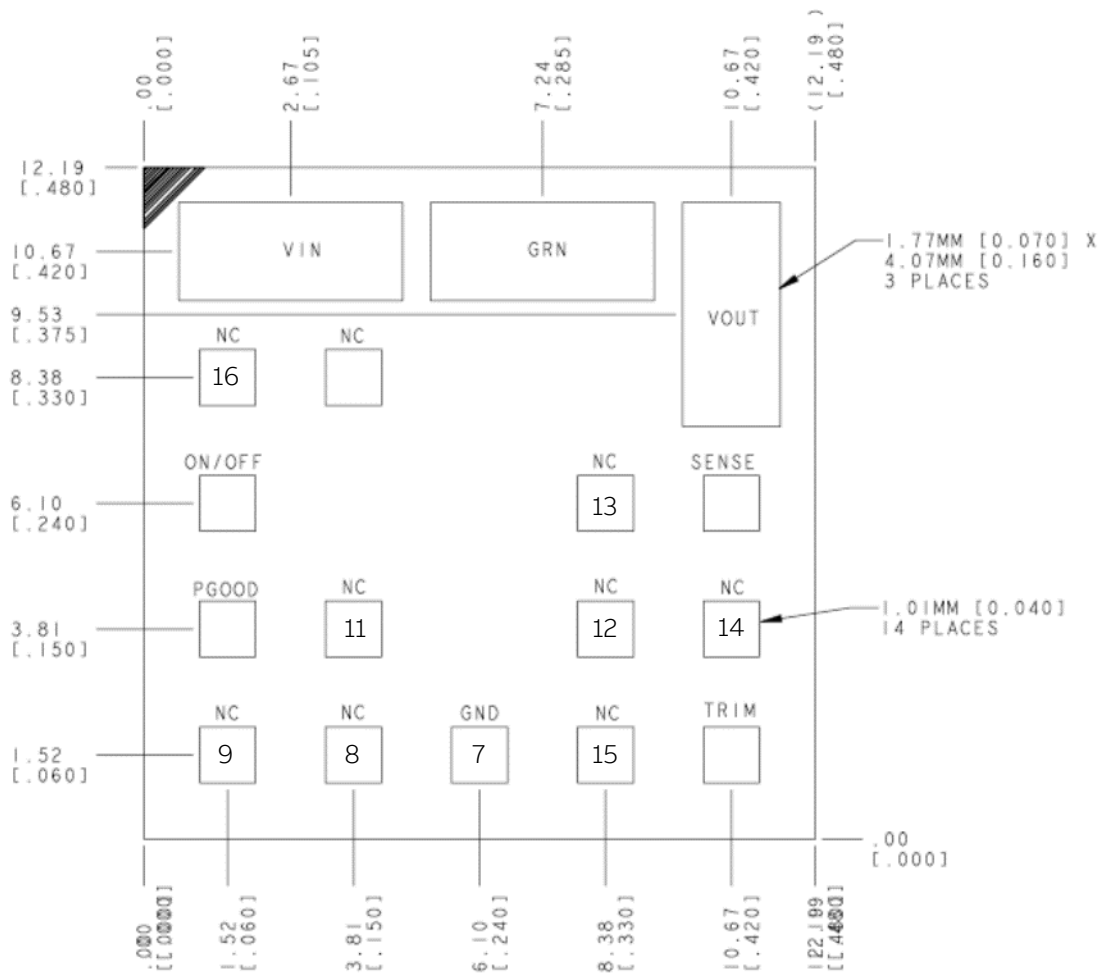 .00
[.0000]
2.67
[.105]
7.24
[.285]
10.67
[.420]
(12.19 )
[.480]
12.19
[.480]
10.67
[.420]
VIN
GRN
1.77MM [0.070] X
4.07MM [0.160]
3 PLACES
9.53
[.375]
VOUT
NC
NC
8.38
[.330]
16
ON/OFF
NC
SENSE
6.10
[.240]
13
PGOOD
NC
NC
NC
3.81
[.150]
11
12
14
1.01MM [0.040]
14 PLACES
NC
NC
GND
NC
TRIM
1.52
[.060]
9
8
7
15
.00
[.000]
1.52
[.060]
3.81
[.150]
6.10
[.240]
8.38
[.330]
10.67
[.420]